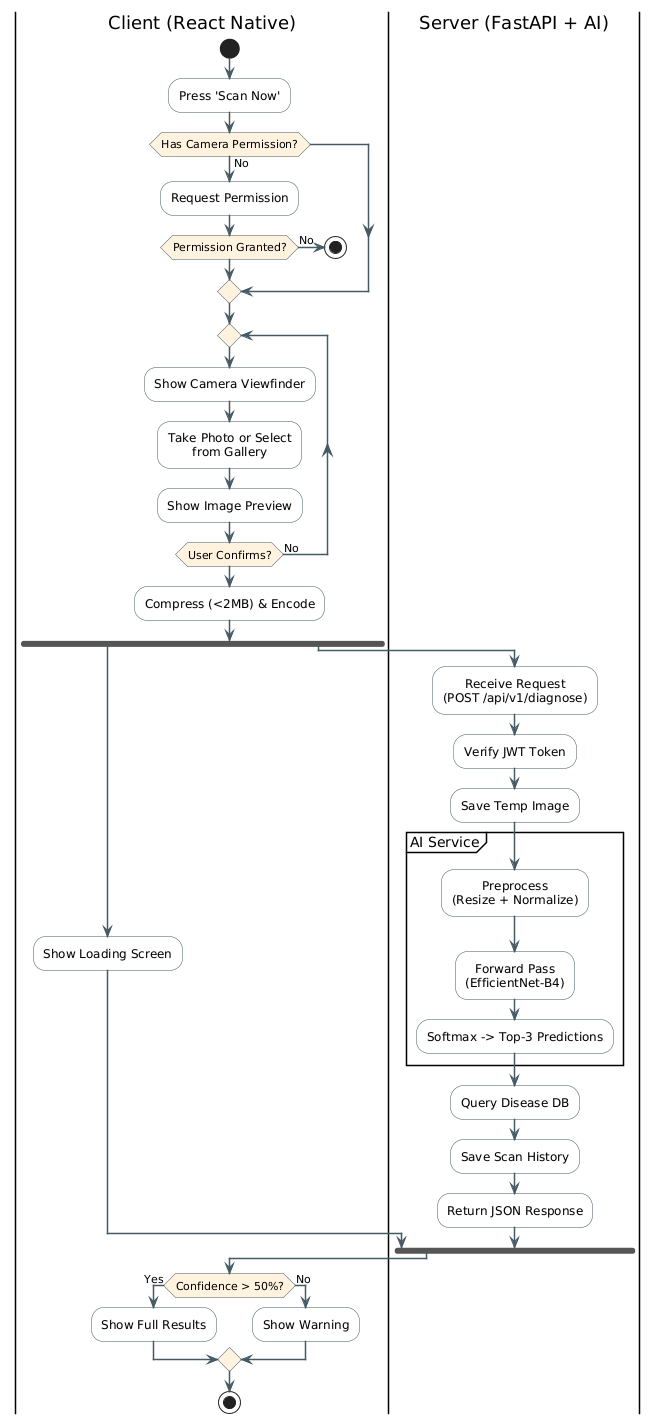 Client (React Native)
Server (FastAPI + AI)
Press 'Scan Now'
Has Camera Permission?
No
Request Permission
Permission Granted?
No
Show Camera Viewfinder
Take Photo or Select
from Gallery
Show Image Preview
User Confirms?
No
Compress (<2MB) & Encode
Receive Request
(POST /api/v1/diagnose)
Verify JWT Token
Save Temp Image
AI Service
Preprocess
(Resize + Normalize)
Show Loading Screen
Forward Pass
(EfficientNet-B4)
Softmax -> Top-3 Predictions
Query Disease DB
Save Scan History
Return JSON Response
Yes
Confidence > 50%?
No
Show Full Results
Show Warning